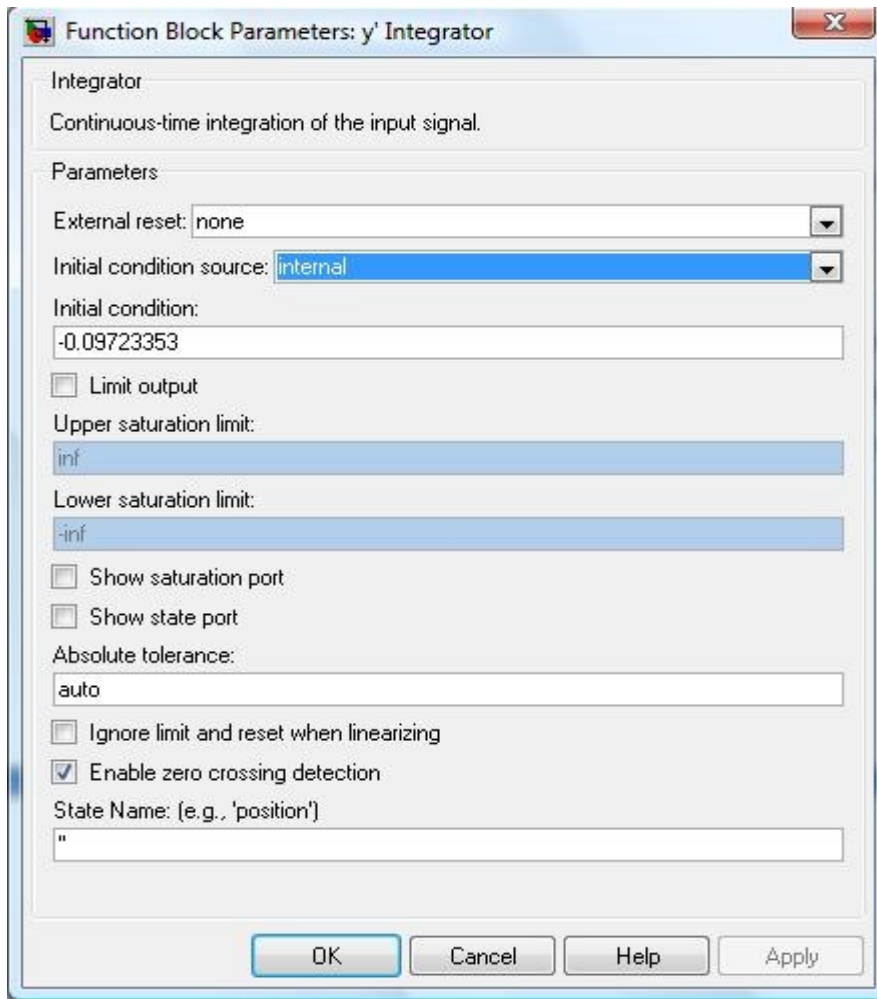 Function Block Parameters: y' Integrator
Integrator
Continuous-time integration of the input signal.
Parameters
External reset: none
Initial condition source: internal
Initial condition:
-0.09723353
Limit output
Upper saturation limit:
inf
Lower saturation limit:
-inf
Show saturation port
Show state port
Absolute tolerance:
auto
Ignore limit and reset when linearizing
Enable zero crossing detection
State Name: (e.g., 'position')
''
OK Cancel Help Apply